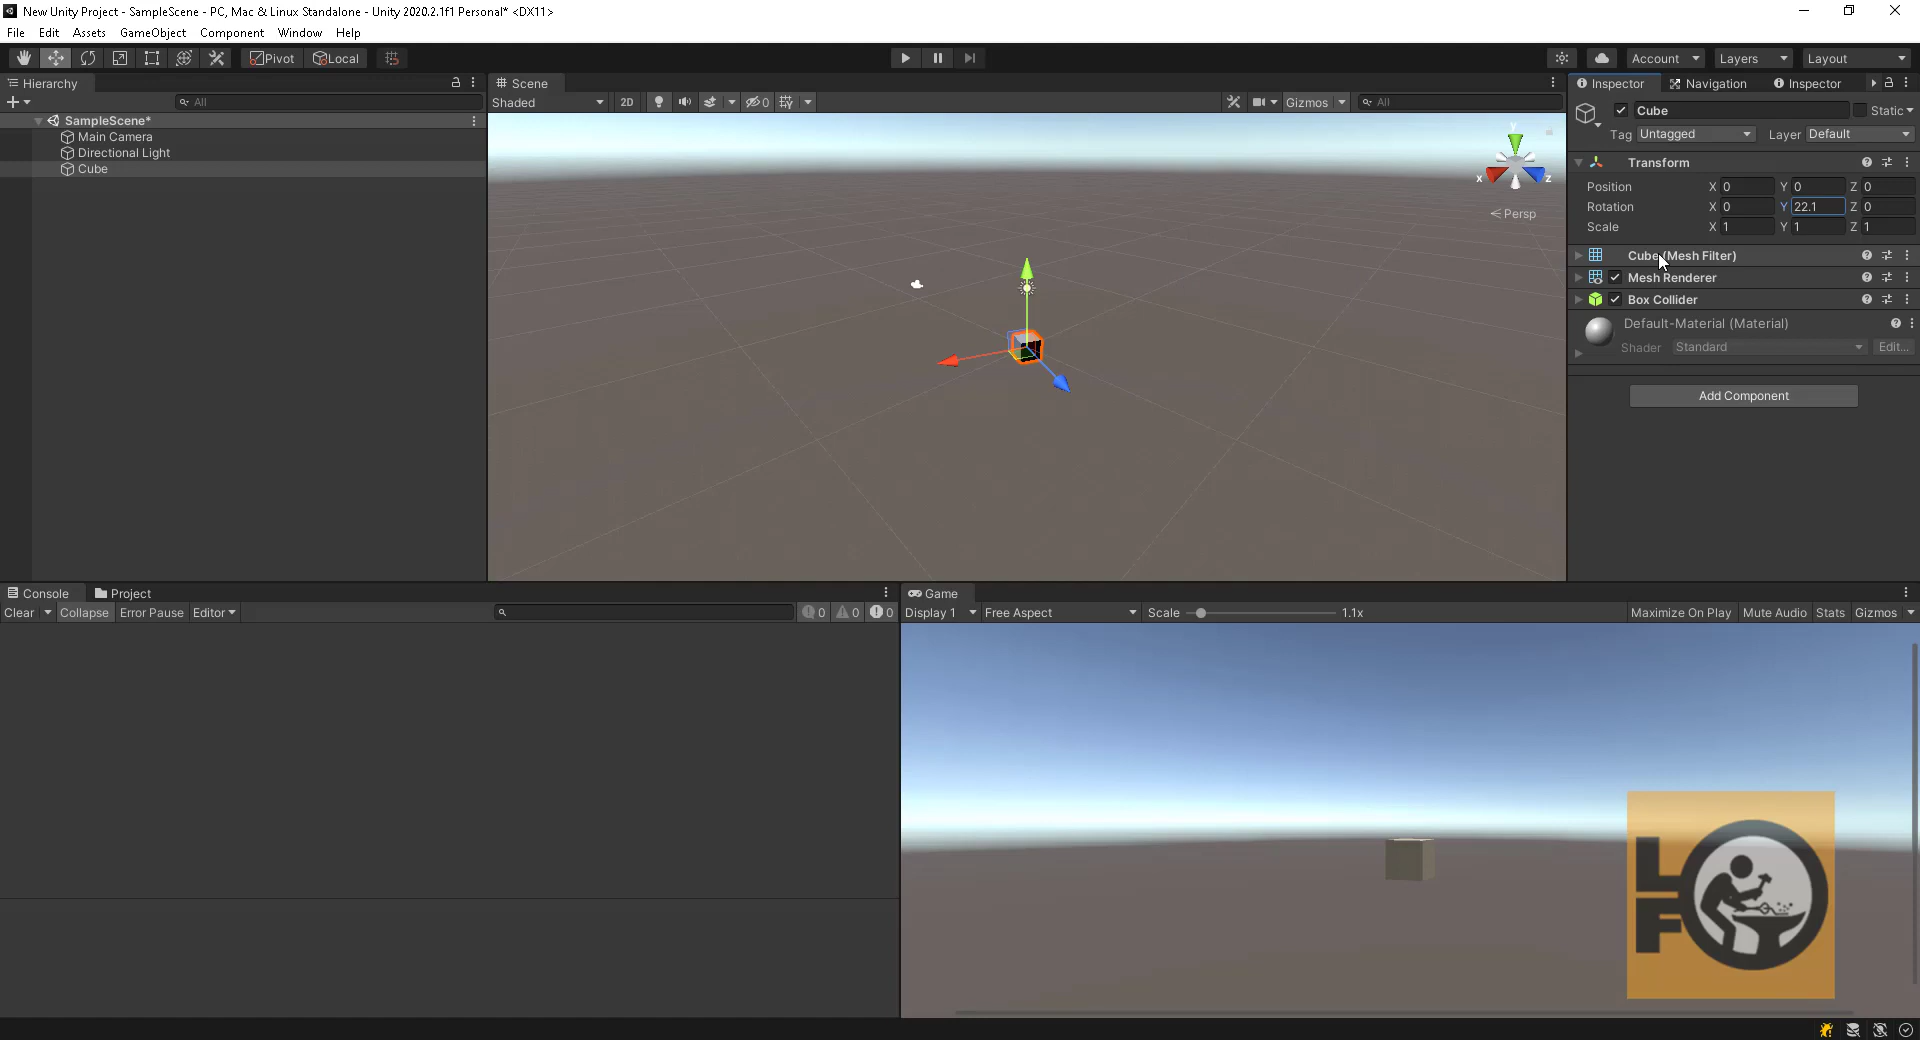 New Unity Project - SampleScene - PC, Mac & Linux Standalone - Unity 2020.2.1f1 Personal* <DX11>
File Edit Assets GameObject Component Window Help
Pivot Local Account Layers Layout
Hierarchy
All
SampleScene*
Main Camera
Directional Light
Cube
Scene
Shaded 2D 0 Gizmos All
y
x z
Persp
Inspector Navigation Inspector
Cube Static
Tag Untagged Layer Default
Transform
Position X 0 Y 0 Z 0
Rotation X 0 Y 22.1 Z 0
Scale X 1 Y 1 Z 1
Cube (Mesh Filter)
Mesh Renderer
Box Collider
Default-Material (Material)
Shader Standard Edit...
Add Component
Console Project
Clear Collapse Error Pause Editor 0 0 0
Game
Display 1 Free Aspect Scale 1.1x Maximize On Play Mute Audio Stats Gizmos
L
F